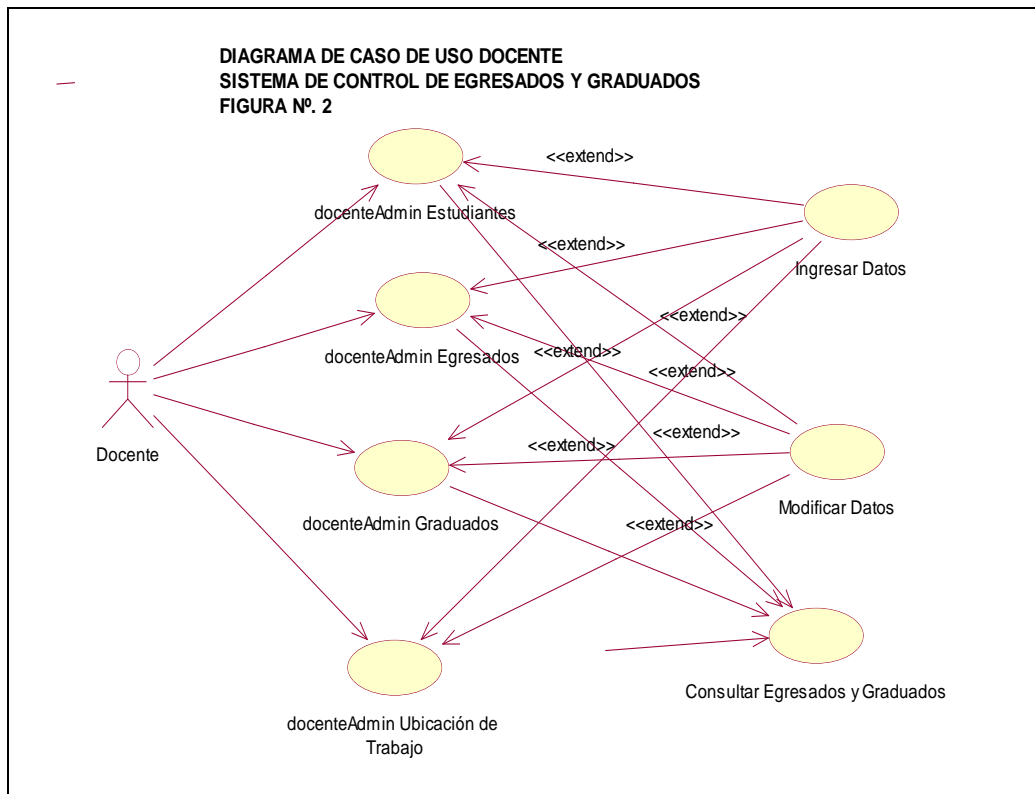 DIAGRAMA DE CASO DE USO DOCENTE
SISTEMA DE CONTROL DE EGRESADOS Y GRADUADOS
FIGURA Nº. 2
<<extend>>
docenteAdmin Estudiantes
<<extend>>
Ingresar Datos
<<extend>>
docenteAdmin Egresados
<<extend>>
<<extend>>
Docente
<<extend>>
<<extend>>
docenteAdmin Graduados
Modificar Datos
<<extend>>
Consultar Egresados y Graduados
docenteAdmin Ubicación de
Trabajo